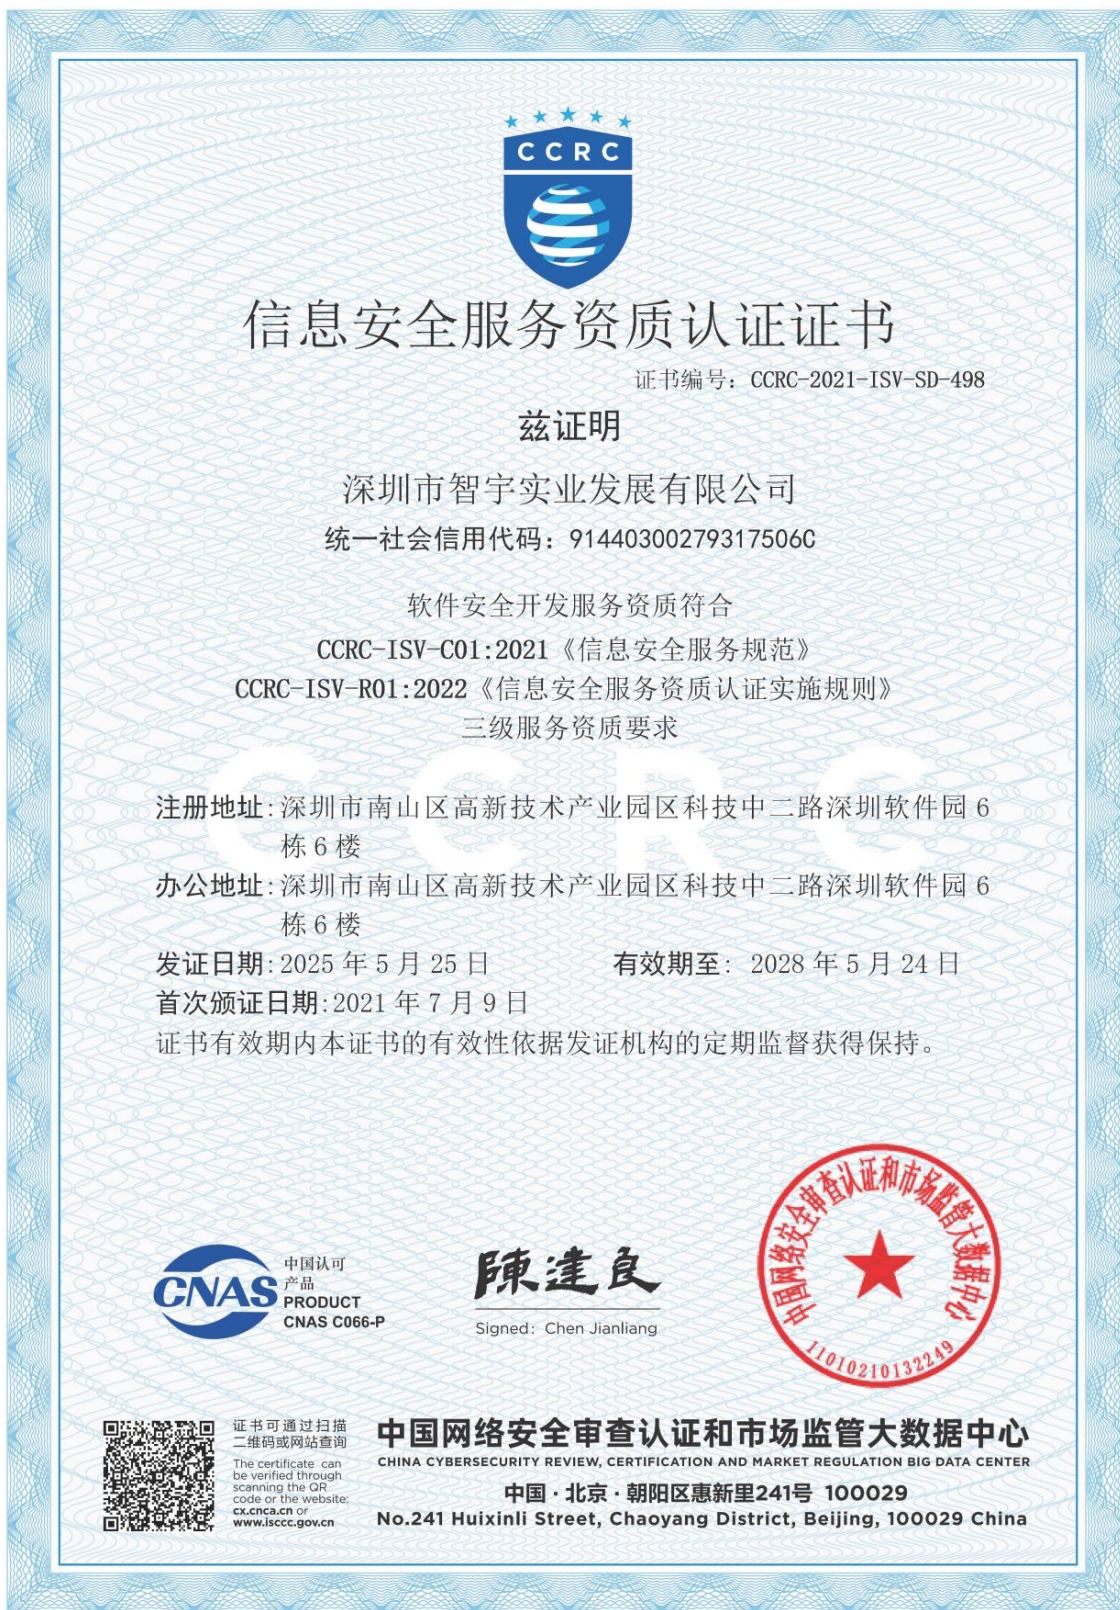 CCRC
信息安全服务资质认证证书
证书编号：CCRC-2021-ISV-SD-498
兹证明
深圳市智宇实业发展有限公司
统一社会信用代码：91440300279317506C
软件安全开发服务资质符合
CCRC-ISV-C01:2021《信息安全服务规范》
CCRC-ISV-R01:2022《信息安全服务资质认证实施规则》
三级服务资质要求
CCRC
注册地址:深圳市南山区高新技术产业园区科技中二路深圳软件园 6
栋 6 楼
办公地址:深圳市南山区高新技术产业园区科技中二路深圳软件园 6
栋 6 楼
发证日期:2025 年 5 月 25 日 有效期至: 2028 年 5 月 24 日
首次颁证日期:2021 年 7 月 9 日
证书有效期内本证书的有效性依据发证机构的定期监督获得保持。
CNAS
中国认可
产品
PRODUCT
CNAS C066-P
陳建良
Signed: Chen Jianliang
中国网络安全审查认证和市场监管大数据中心
11010210132249
证书可通过扫描
二维码或网站查询
The certificate can
be verified through
scanning the QR
code or the website:
cx.cnca.cn or
www.isccc.gov.cn
中国网络安全审查认证和市场监管大数据中心
CHINA CYBERSECURITY REVIEW, CERTIFICATION AND MARKET REGULATION BIG DATA CENTER
中国 · 北京 · 朝阳区惠新里241号 100029
No.241 Huixinli Street, Chaoyang District, Beijing, 100029 China